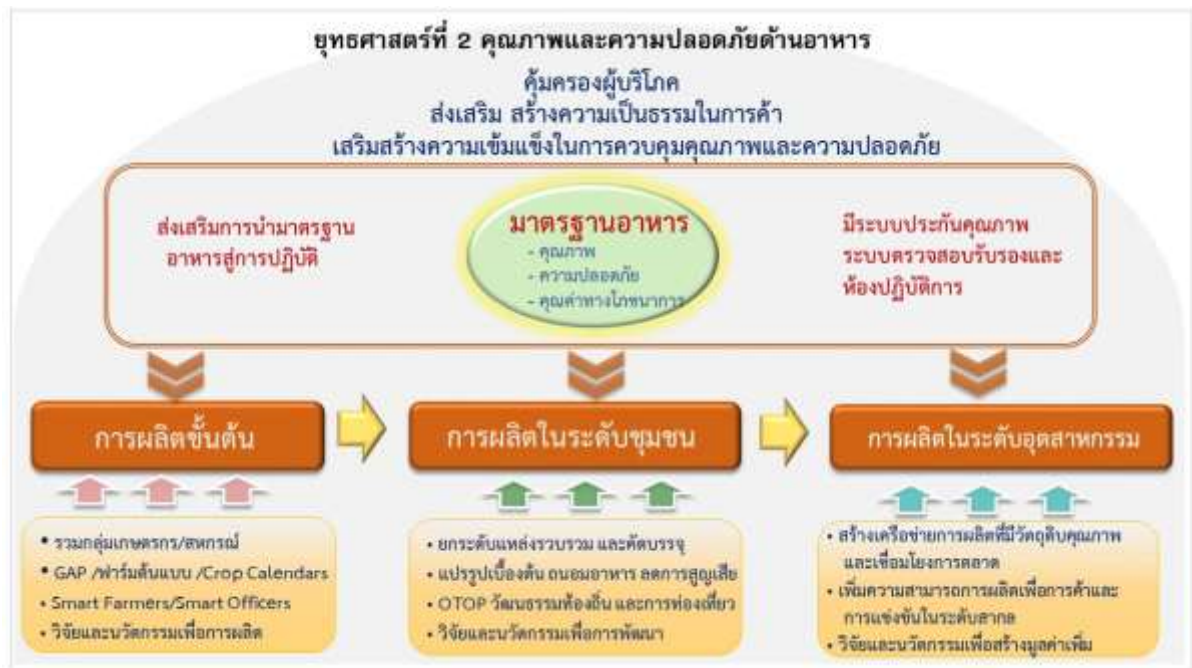 ยุทธศาสตร์ที่ 2 คุณภาพและความปลอดภัยด้านอาหาร
คุ้มครองผู้บริโภค
ส่งเสริม สร้างความเป็นธรรมในการค้า
เสริมสร้างความเข้มแข็งในการควบคุมคุณภาพและความปลอดภัย
ส่งเสริมการนำมาตรฐาน
อาหารสู่การปฏิบัติ
มาตรฐานอาหาร
- คุณภาพ
- ความปลอดภัย
- คุณค่าทางโภชนาการ
มีระบบประกันคุณภาพ
ระบบตรวจสอบรับรองและ
ห้องปฏิบัติการ
การผลิตขั้นต้น
การผลิตในระดับชุมชน
การผลิตในระดับอุตสาหกรรม
• รวมกลุ่มเกษตรกร/สหกรณ์
• GAP /ฟาร์มต้นแบบ /Crop Calendars
• Smart Farmers/Smart Officers
• วิจัยและนวัตกรรมเพื่อการผลิต
• ยกระดับแหล่งรวบรวม และคัดบรรจุ
• แปรรูปเบื้องต้น ถนอมอาหาร ลดการสูญเสีย
• OTOP วัฒนธรรมท้องถิ่น และการท่องเที่ยว
• วิจัยและนวัตกรรมเพื่อการพัฒนา
• สร้างเครือข่ายการผลิตที่มีวัตถุดิบคุณภาพ
และเชื่อมโยงการตลาด
• เพิ่มความสามารถการผลิตเพื่อการค้าและ
การแข่งขันในระดับสากล
• วิจัยและนวัตกรรมเพื่อสร้างมูลค่าเพิ่ม